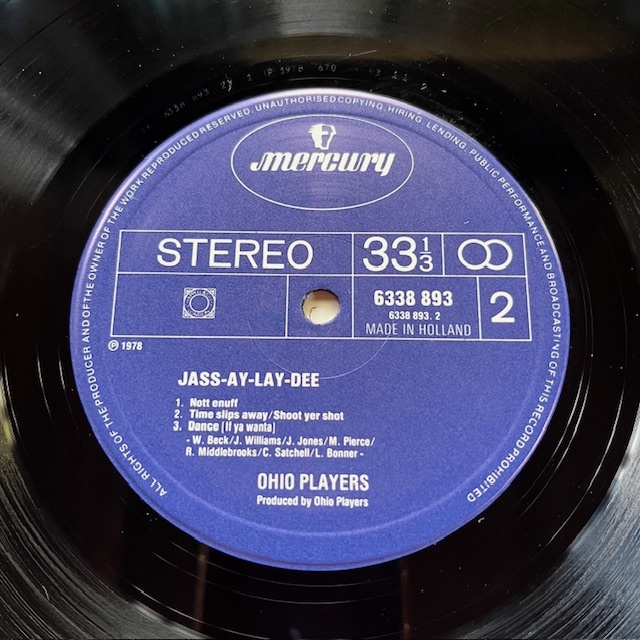 ALL RIGHTS OF THE PRODUCER AND OF THE OWNER OF THE WORK REPRODUCED RESERVED. UNAUTHORISED COPYING, HIRING, LENDING, PUBLIC PERFORMANCE AND BROADCASTING OF THIS RECORD PROHIBITED
mercury
STEREO 33 1/3
6338 893 2
6338 893. 2
MADE IN HOLLAND
℗ 1978
JASS-AY-LAY-DEE
1. Nott enuff
2. Time slips away/Shoot yer shot
3. Dance [If ya wanta]
- W. Beck/J. Williams/J. Jones/M. Pierce/
R. Middlebrooks/C. Satchell/L. Bonner -
OHIO PLAYERS
Produced by Ohio Players